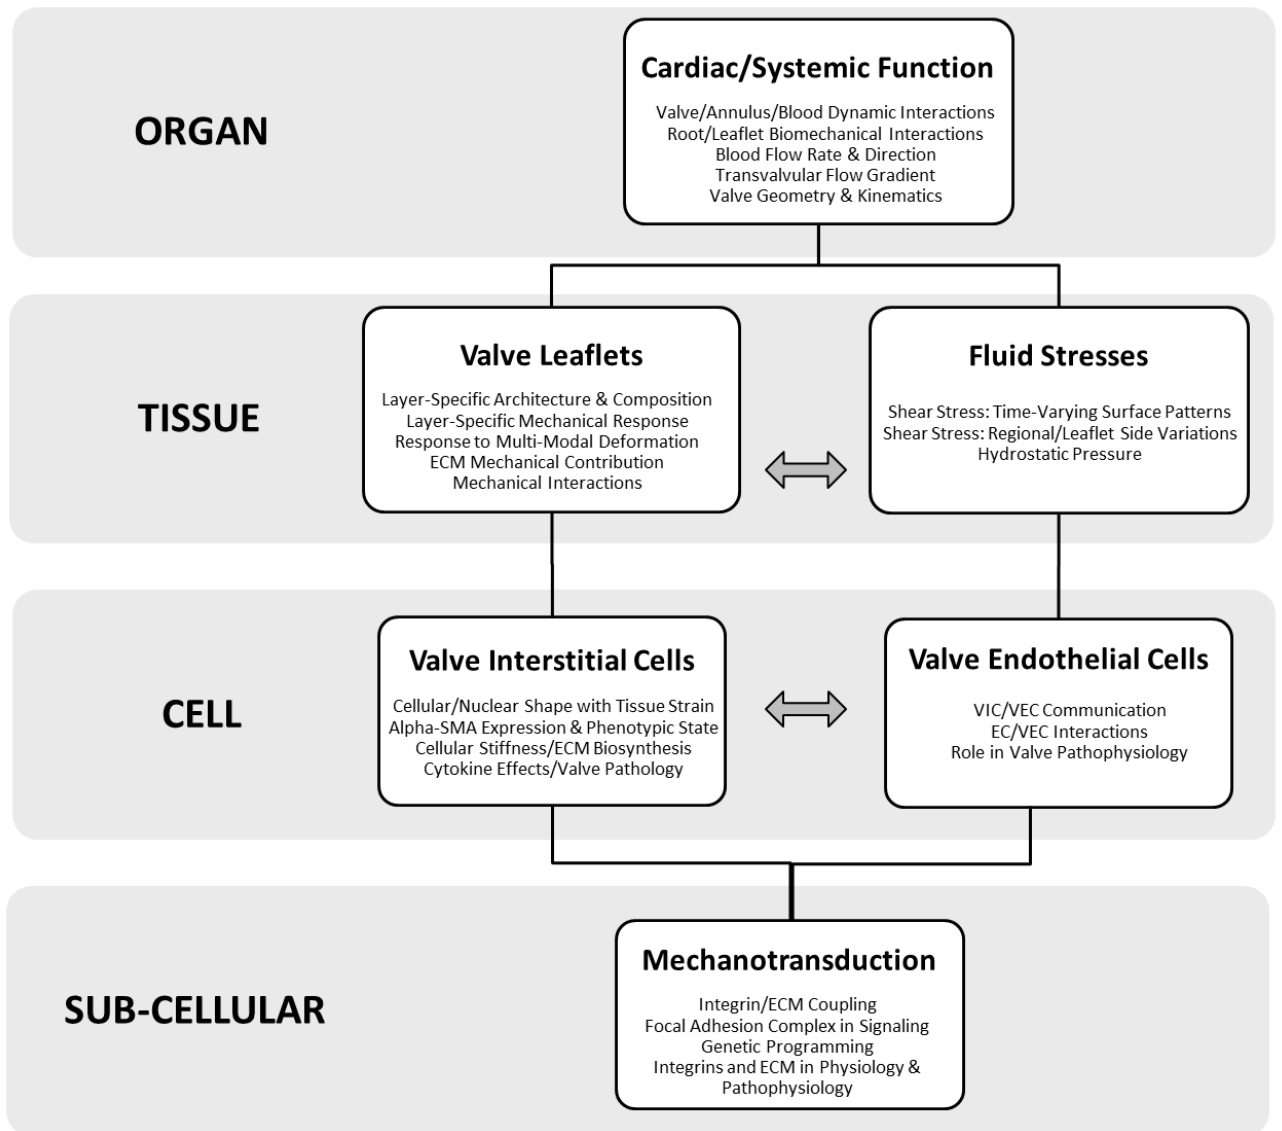 ORGAN
Cardiac/Systemic Function
Valve/Annulus/Blood Dynamic Interactions
Root/Leaflet Biomechanical Interactions
Blood Flow Rate & Direction
Transvalvular Flow Gradient
Valve Geometry & Kinematics
TISSUE
Valve Leaflets
Layer-Specific Architecture & Composition
Layer-Specific Mechanical Response
Response to Multi-Modal Deformation
ECM Mechanical Contribution
Mechanical Interactions
Fluid Stresses
Shear Stress: Time-Varying Surface Patterns
Shear Stress: Regional/Leaflet Side Variations
Hydrostatic Pressure
CELL
Valve Interstitial Cells
Cellular/Nuclear Shape with Tissue Strain
Alpha-SMA Expression & Phenotypic State
Cellular Stiffness/ECM Biosynthesis
Cytokine Effects/Valve Pathology
Valve Endothelial Cells
VIC/VEC Communication
EC/VEC Interactions
Role in Valve Pathophysiology
SUB-CELLULAR
Mechanotransduction
Integrin/ECM Coupling
Focal Adhesion Complex in Signaling
Genetic Programming
Integrins and ECM in Physiology &
Pathophysiology